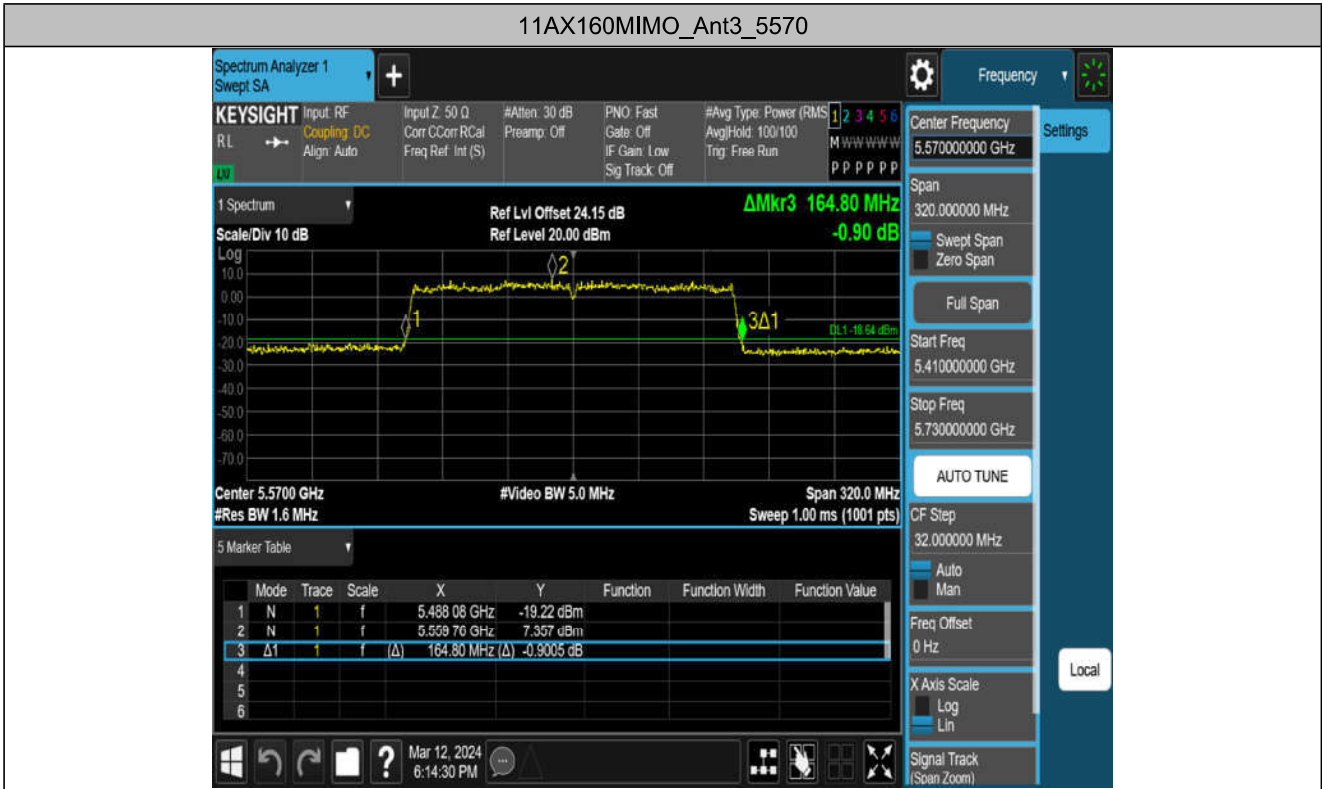 11AX160MIMO_Ant3_5570
Spectrum Analyzer 1
Swept SA
Frequency
KEYSIGHT
RL
Input: RF
Coupling: DC
Align: Auto
Input Z: 50 Ω
Corr CCorr RCal
Freq Ref: Int (S)
#Atten: 30 dB
Preamp: Off
PNO: Fast
Gate: Off
IF Gain: Low
Sig Track: Off
#Avg Type: Power (RMS
Avg|Hold: 100/100
Trig: Free Run
1 2 3 4 5 6
M W W W W W
P P P P P P
Center Frequency
5.570000000 GHz
Settings
Span
320.000000 MHz
Swept Span
Zero Span
Full Span
Start Freq
5.410000000 GHz
Stop Freq
5.730000000 GHz
AUTO TUNE
CF Step
32.000000 MHz
Auto
Man
Freq Offset
0 Hz
X Axis Scale
Log
Lin
Signal Track
(Span Zoom)
Local
1 Spectrum
Scale/Div 10 dB
Ref Lvl Offset 24.15 dB
Ref Level 20.00 dBm
ΔMkr3 164.80 MHz
-0.90 dB
Log
10.0
0.00
-10.0
-20.0
-30.0
-40.0
-50.0
-60.0
-70.0
2
1
3Δ1
DL1 -18.64 dBm
Center 5.5700 GHz
#Video BW 5.0 MHz
Span 320.0 MHz
#Res BW 1.6 MHz
Sweep 1.00 ms (1001 pts)
5 Marker Table
Mode Trace Scale X Y Function Function Width Function Value
1 N 1 f 5.488 08 GHz -19.22 dBm
2 N 1 f 5.559 76 GHz 7.357 dBm
3 Δ1 1 f (Δ) 164.80 MHz (Δ) -0.9005 dB
4
5
6
?
Mar 12, 2024
6:14:30 PM